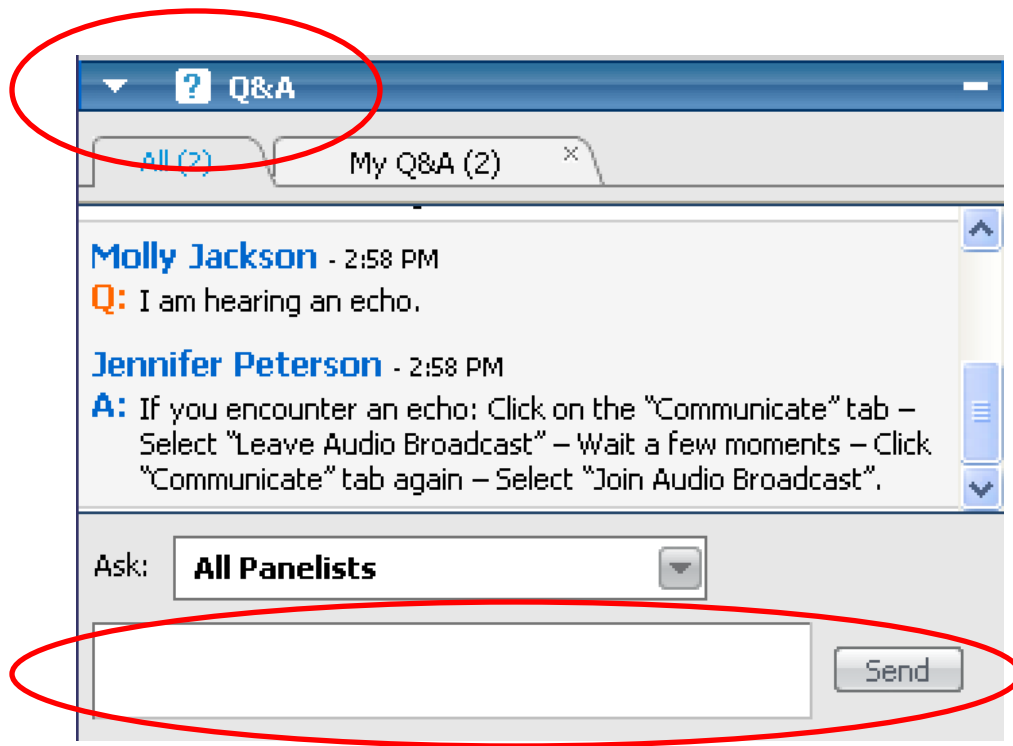 ? Q&A
All (2) My Q&A (2) ×
Molly Jackson - 2:58 PM
Q: I am hearing an echo.
Jennifer Peterson - 2:58 PM
A: If you encounter an echo: Click on the “Communicate” tab –
Select “Leave Audio Broadcast” – Wait a few moments – Click
“Communicate” tab again – Select “Join Audio Broadcast”.
Ask: All Panelists
Send